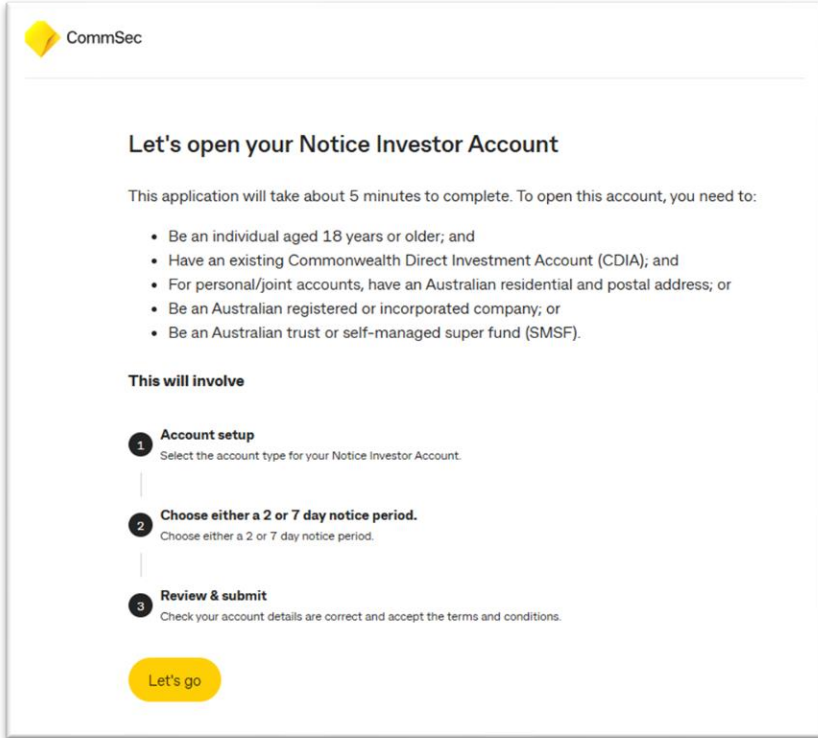 CommSec
Let's open your Notice Investor Account
This application will take about 5 minutes to complete. To open this account, you need to:
• Be an individual aged 18 years or older; and
• Have an existing Commonwealth Direct Investment Account (CDIA); and
• For personal/joint accounts, have an Australian residential and postal address; or
• Be an Australian registered or incorporated company; or
• Be an Australian trust or self-managed super fund (SMSF).
This will involve
1 Account setup
Select the account type for your Notice Investor Account.
2 Choose either a 2 or 7 day notice period.
Choose either a 2 or 7 day notice period.
3 Review & submit
Check your account details are correct and accept the terms and conditions.
Let's go